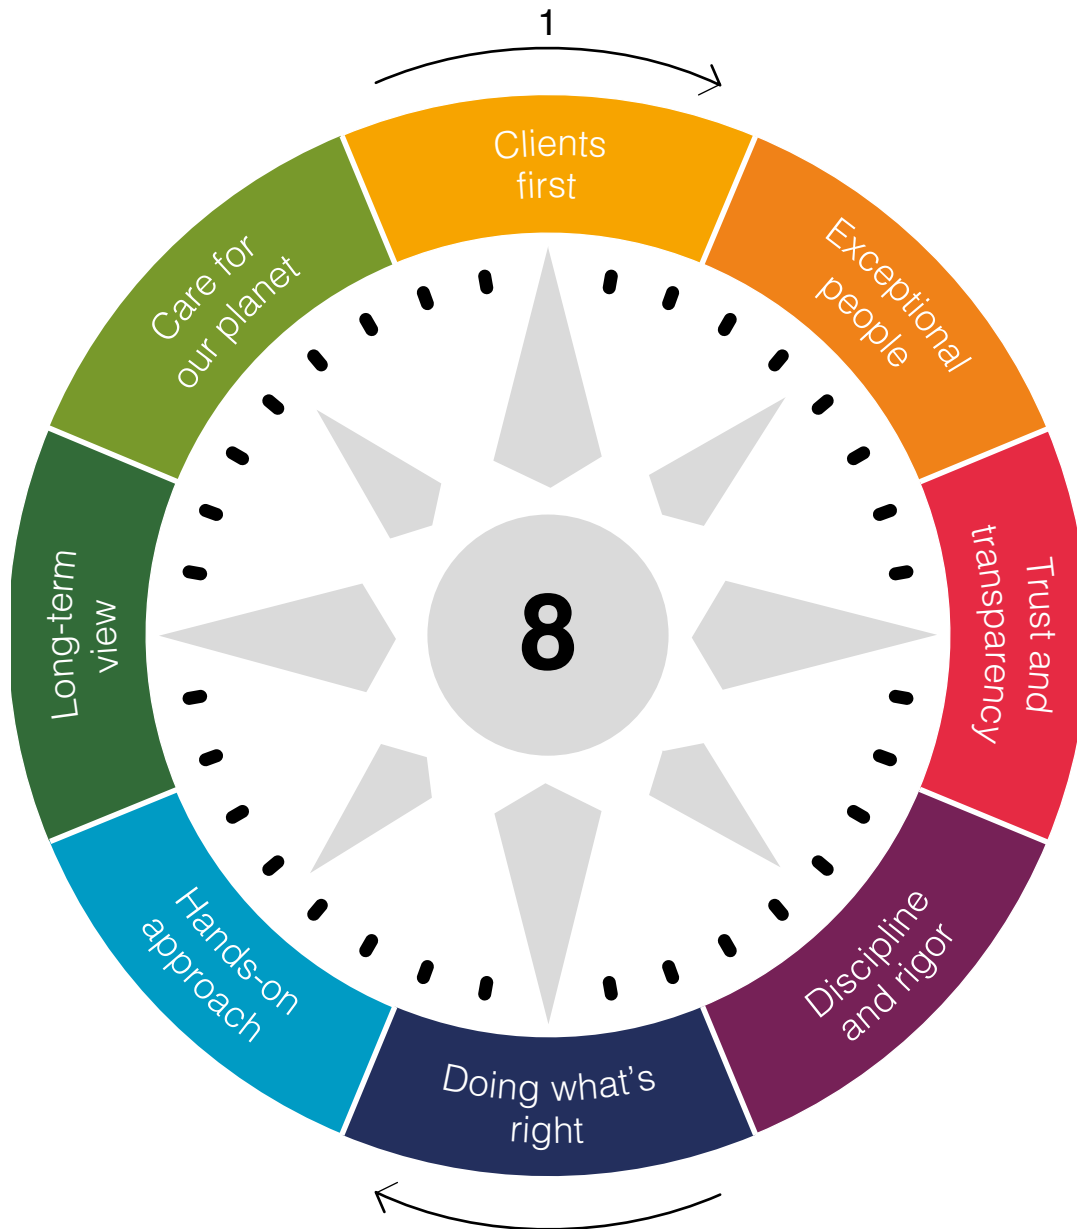 1
Clients
first
Exceptional
people
Trust and
transparency
Discipline
and rigor
Doing what’s
right
Hands-on
approach
Long-term
view
Care for
our planet
8